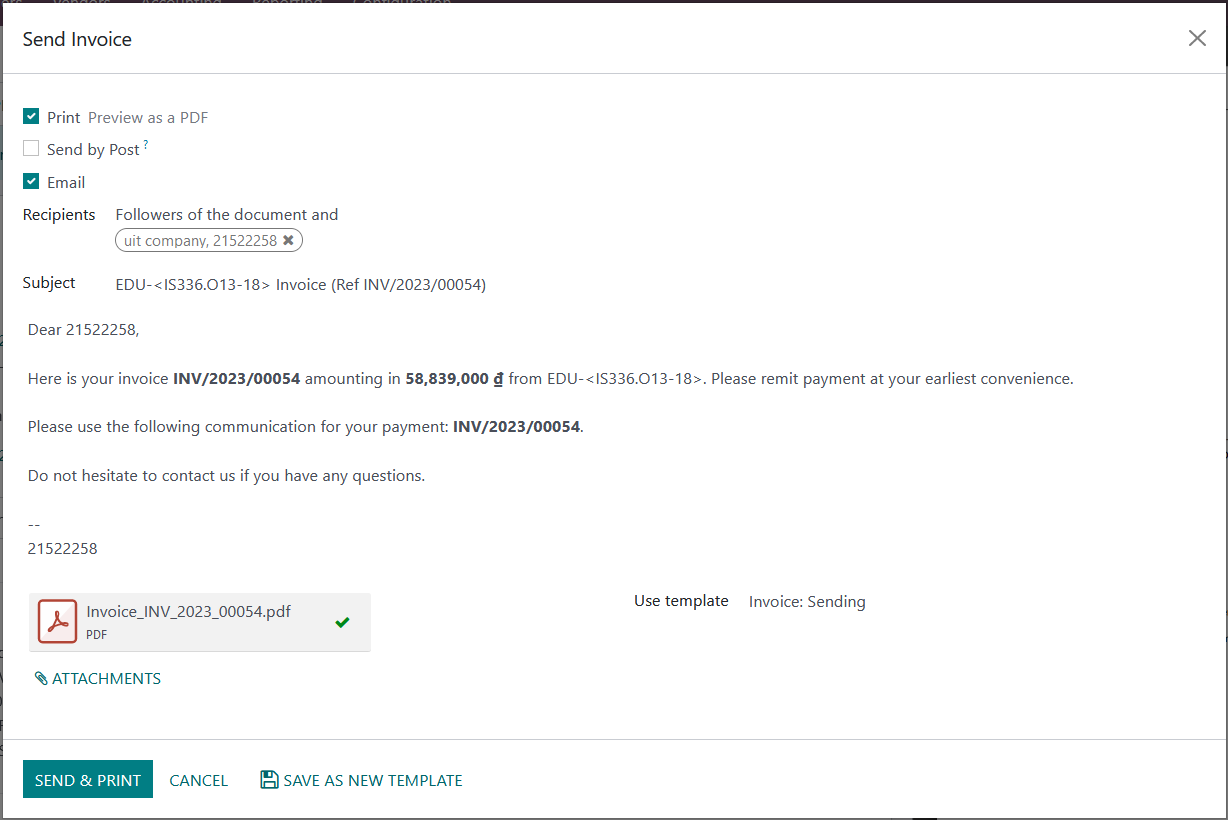 Vendors Accounting Reporting Configuration
Send Invoice
Print Preview as a PDF
Send by Post ?
Email
Recipients Followers of the document and
uit company, 21522258 ✖
Subject EDU-<IS336.O13-18> Invoice (Ref INV/2023/00054)
Dear 21522258,
Here is your invoice INV/2023/00054 amounting in 58,839,000 ₫ from EDU-<IS336.O13-18>. Please remit payment at your earliest convenience.
Please use the following communication for your payment: INV/2023/00054.
Do not hesitate to contact us if you have any questions.
--
21522258
Invoice_INV_2023_00054.pdf
PDF
Use template Invoice: Sending
ATTACHMENTS
SEND & PRINT CANCEL SAVE AS NEW TEMPLATE